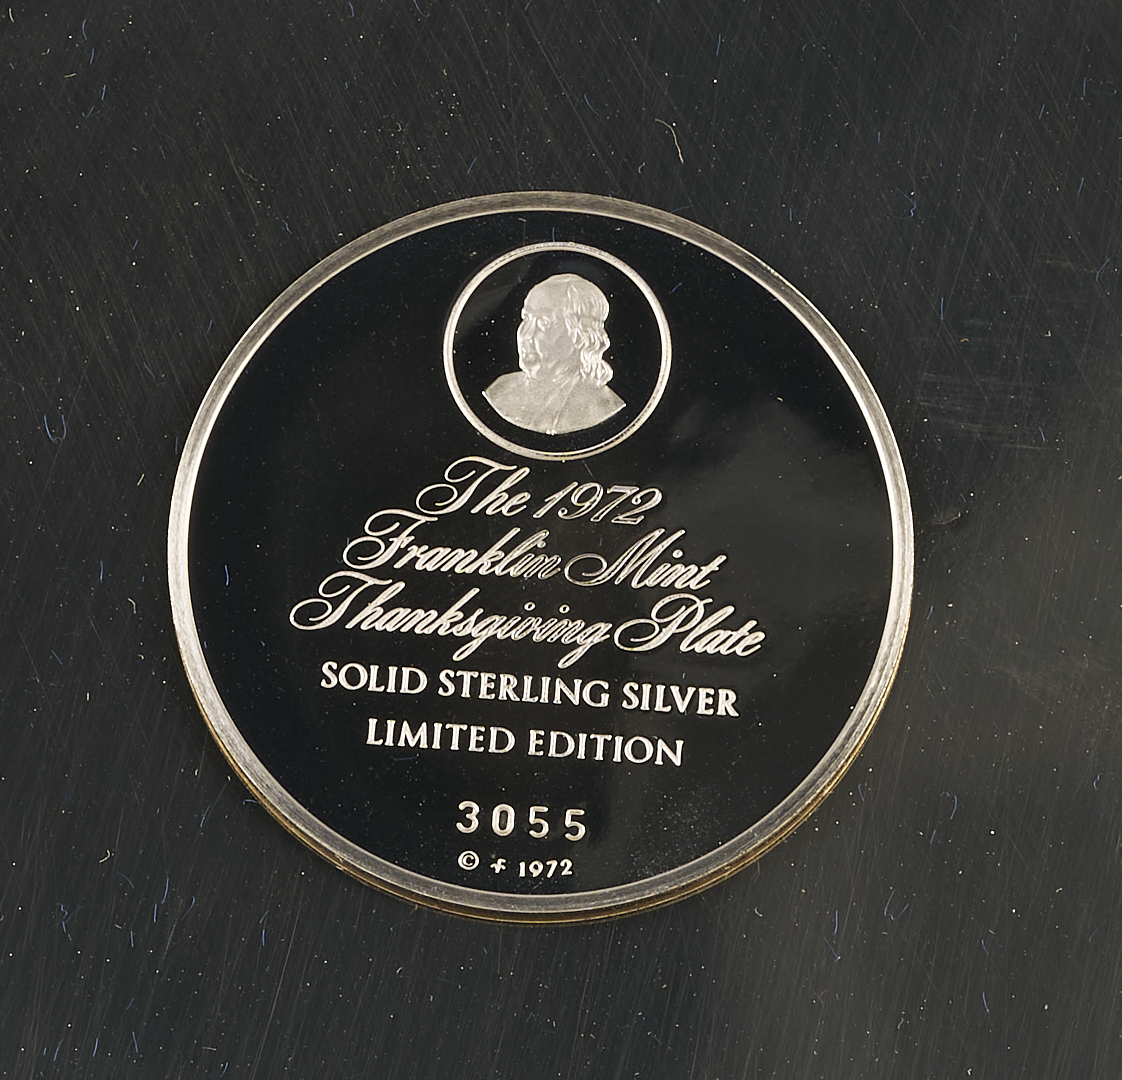 The 1972
Franklin Mint
Thanksgiving Plate
SOLID STERLING SILVER
LIMITED EDITION
3055
© f 1972